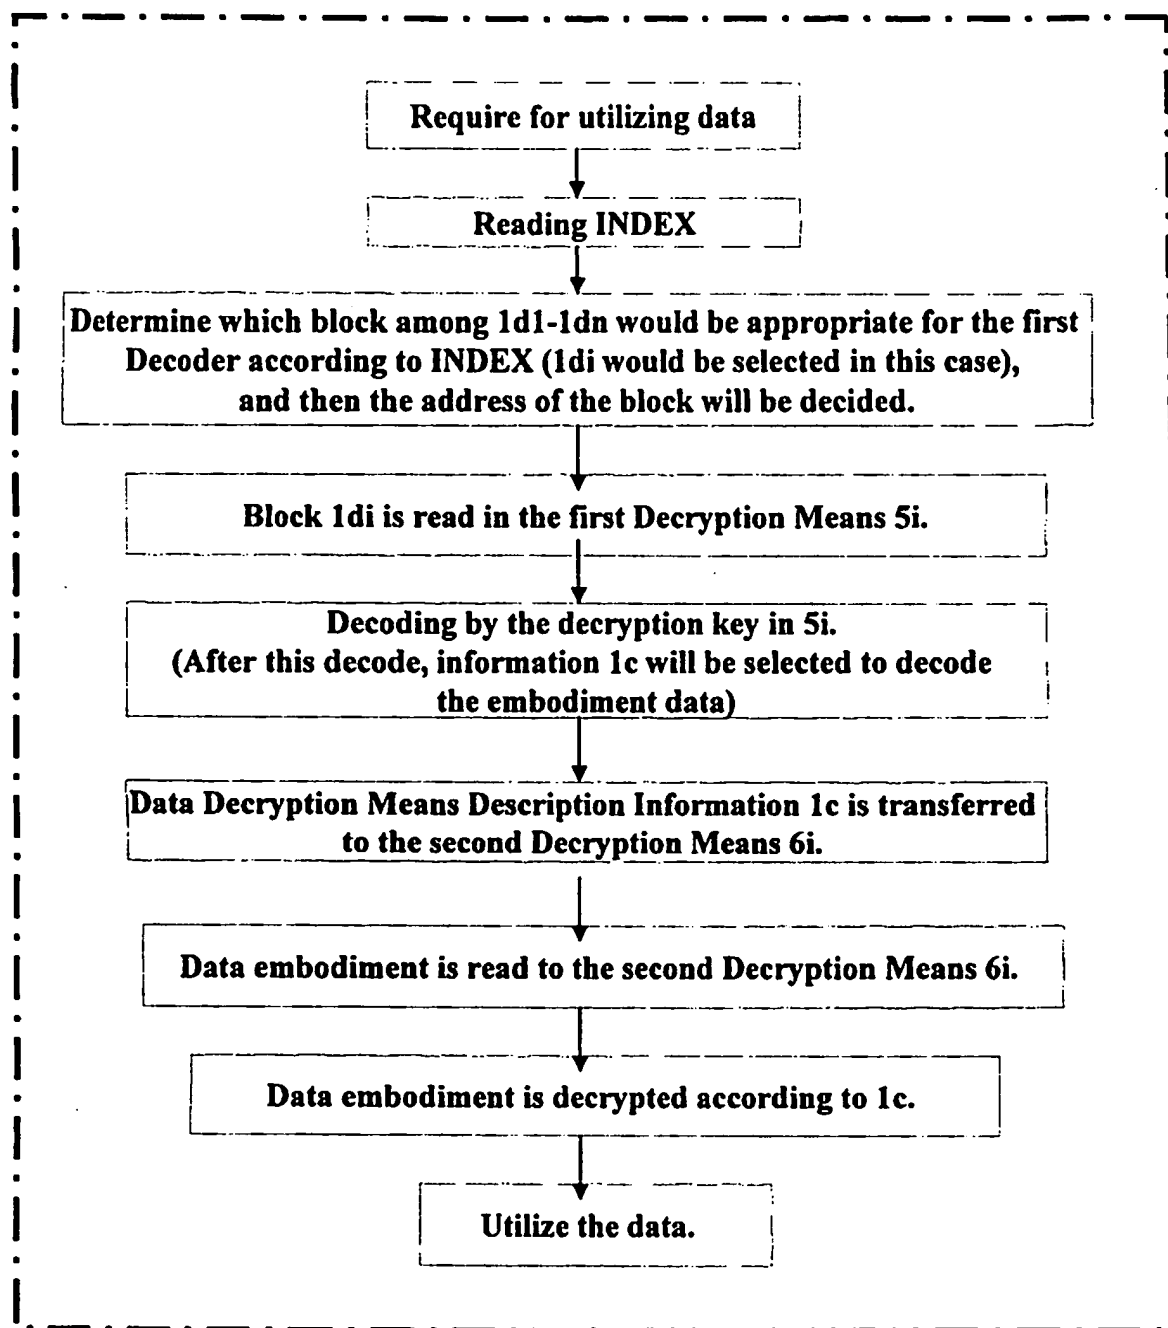 Require for utilizing data
Reading INDEX
Determine which block among 1d1-1dn would be appropriate for the first
Decoder according to INDEX (1di would be selected in this case),
and then the address of the block will be decided.
Block 1di is read in the first Decryption Means 5i.
Decoding by the decryption key in 5i.
(After this decode, information 1c will be selected to decode
the embodiment data)
Data Decryption Means Description Information 1c is transferred
to the second Decryption Means 6i.
Data embodiment is read to the second Decryption Means 6i.
Data embodiment is decrypted according to 1c.
Utilize the data.